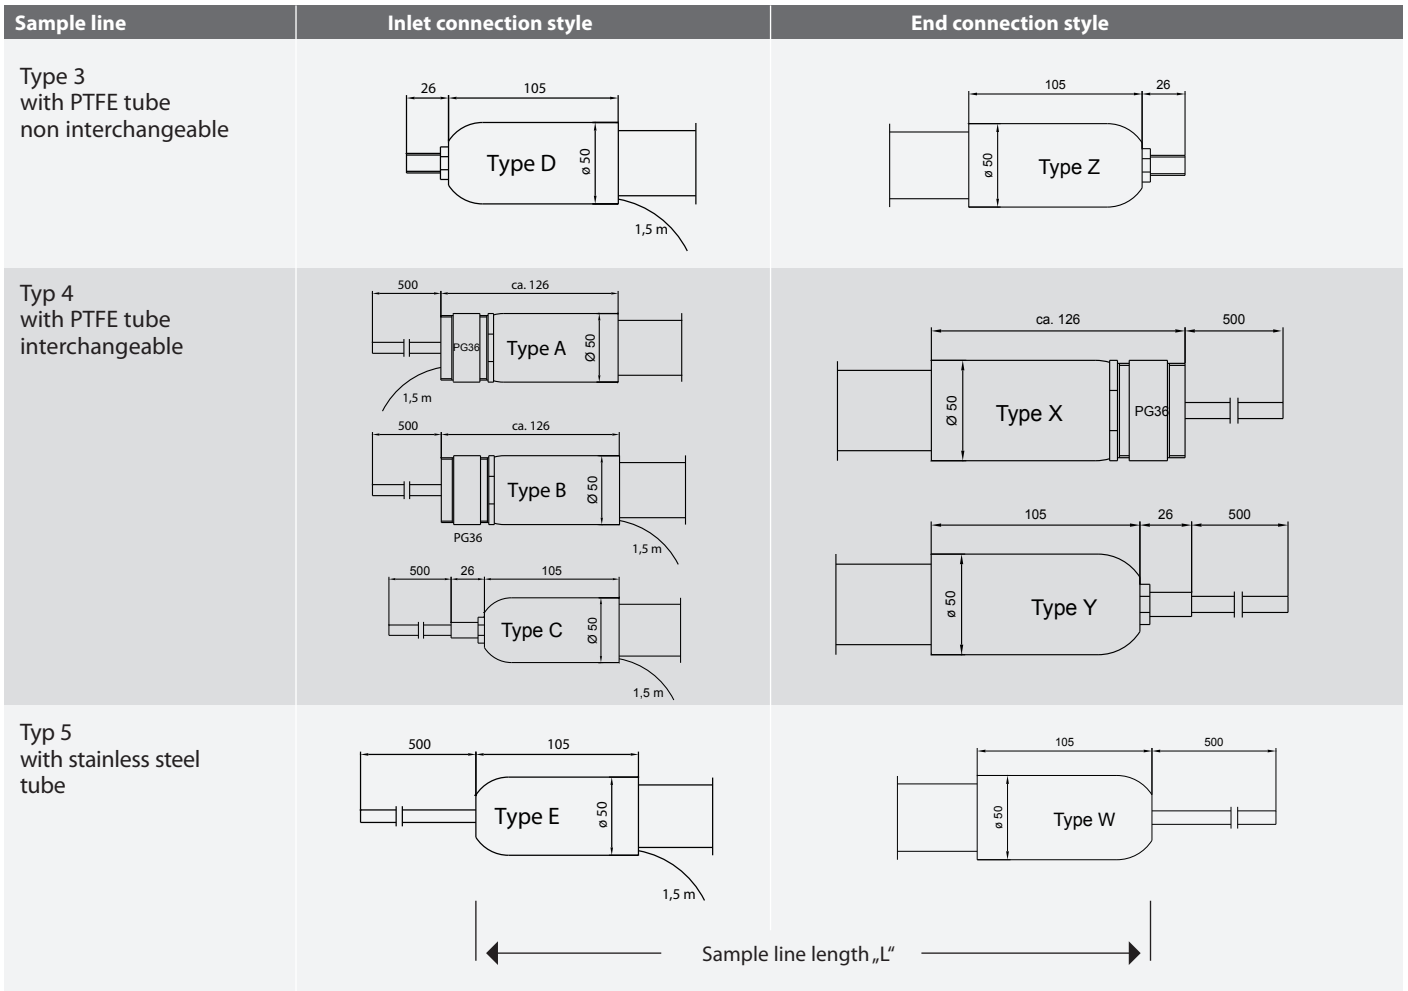 Sample line
Inlet connection style
End connection style
Type 3
with PTFE tube
non interchangeable
26
105
Type D
ø 50
1,5 m
105
26
ø 50
Type Z
Typ 4
with PTFE tube
interchangeable
500
ca. 126
PG36
Type A
Ø 50
1,5 m
500
ca. 126
Type B
Ø 50
PG36
1,5 m
500
26
105
Type C
Ø 50
1,5 m
ca. 126
500
Ø 50
Type X
PG36
105
26
500
ø 50
Type Y
Typ 5
with stainless steel
tube
500
105
Type E
ø 50
1,5 m
105
500
ø 50
Type W
Sample line length „L“